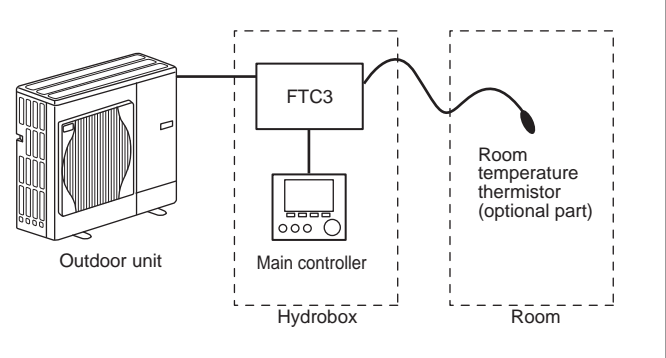 FTC3
Room
temperature
thermistor
(optional part)
Outdoor unit
Main controller
Hydrobox
Room